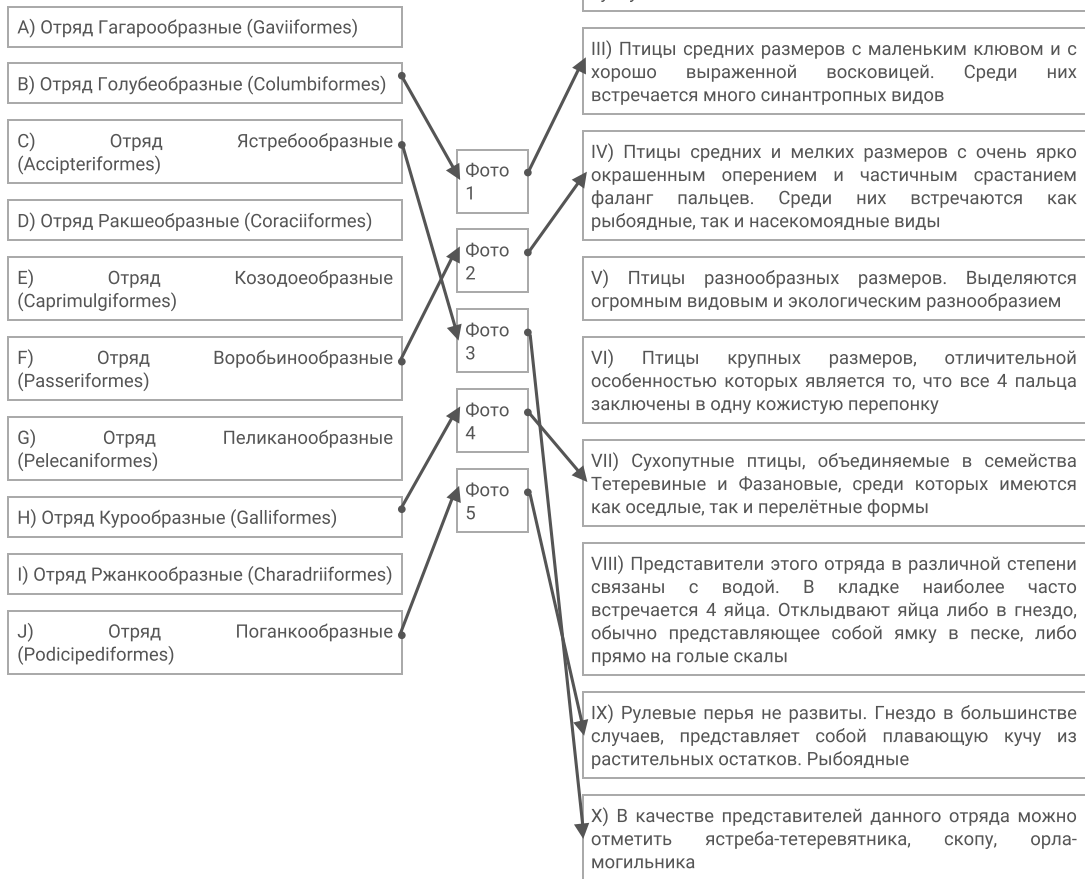 A) Отряд Гагарообразные (Gaviiformes)
B) Отряд Голубеобразные (Columbiformes)
C) Отряд Ястребообразные
(Accipteriformes)
D) Отряд Ракшеобразные (Coraciiformes)
E) Отряд Козодоеобразные
(Caprimulgiformes)
F) Отряд Воробьинообразные
(Passeriformes)
G) Отряд Пеликанообразные
(Pelecaniformes)
H) Отряд Курообразные (Galliformes)
I) Отряд Ржанкообразные (Charadriiformes)
J) Отряд Поганкообразные
(Podicipediformes)
Фото
1
Фото
2
Фото
3
Фото
4
Фото
5
III) Птицы средних размеров с маленьким клювом и с
хорошо выраженной восковицей. Среди них
встречается много синантропных видов
IV) Птицы средних и мелких размеров с очень ярко
окрашенным оперением и частичным срастанием
фаланг пальцев. Среди них встречаются как
рыбоядные, так и насекомоядные виды
V) Птицы разнообразных размеров. Выделяются
огромным видовым и экологическим разнообразием
VI) Птицы крупных размеров, отличительной
особенностью которых является то, что все 4 пальца
заключены в одну кожистую перепонку
VII) Сухопутные птицы, объединяемые в семейства
Тетеревиные и Фазановые, среди которых имеются
как оседлые, так и перелётные формы
VIII) Представители этого отряда в различной степени
связаны с водой. В кладке наиболее часто
встречается 4 яйца. Отклыдвают яйца либо в гнездо,
обычно представляющее собой ямку в песке, либо
прямо на голые скалы
IX) Рулевые перья не развиты. Гнездо в большинстве
случаев, представляет собой плавающую кучу из
растительных остатков. Рыбоядные
X) В качестве представителей данного отряда можно
отметить ястреба-тетеревятника, скопу, орла-
могильника